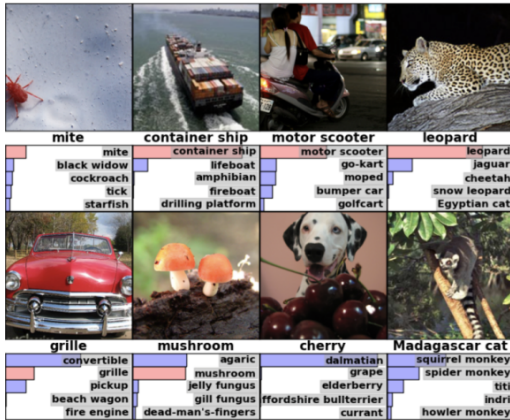 mite
container ship
motor scooter
leopard
mite
black widow
cockroach
tick
starfish
container ship
lifeboat
amphibian
fireboat
drilling platform
motor scooter
go-kart
moped
bumper car
golfcart
leopard
jaguar
cheetah
snow leopard
Egyptian cat
grille
mushroom
cherry
Madagascar cat
convertible
grille
pickup
beach wagon
fire engine
agaric
mushroom
jelly fungus
gill fungus
dead-man's-fingers
dalmatian
grape
elderberry
ffordshire bullterrier
currant
squirrel monkey
spider monkey
titi
indri
howler monkey